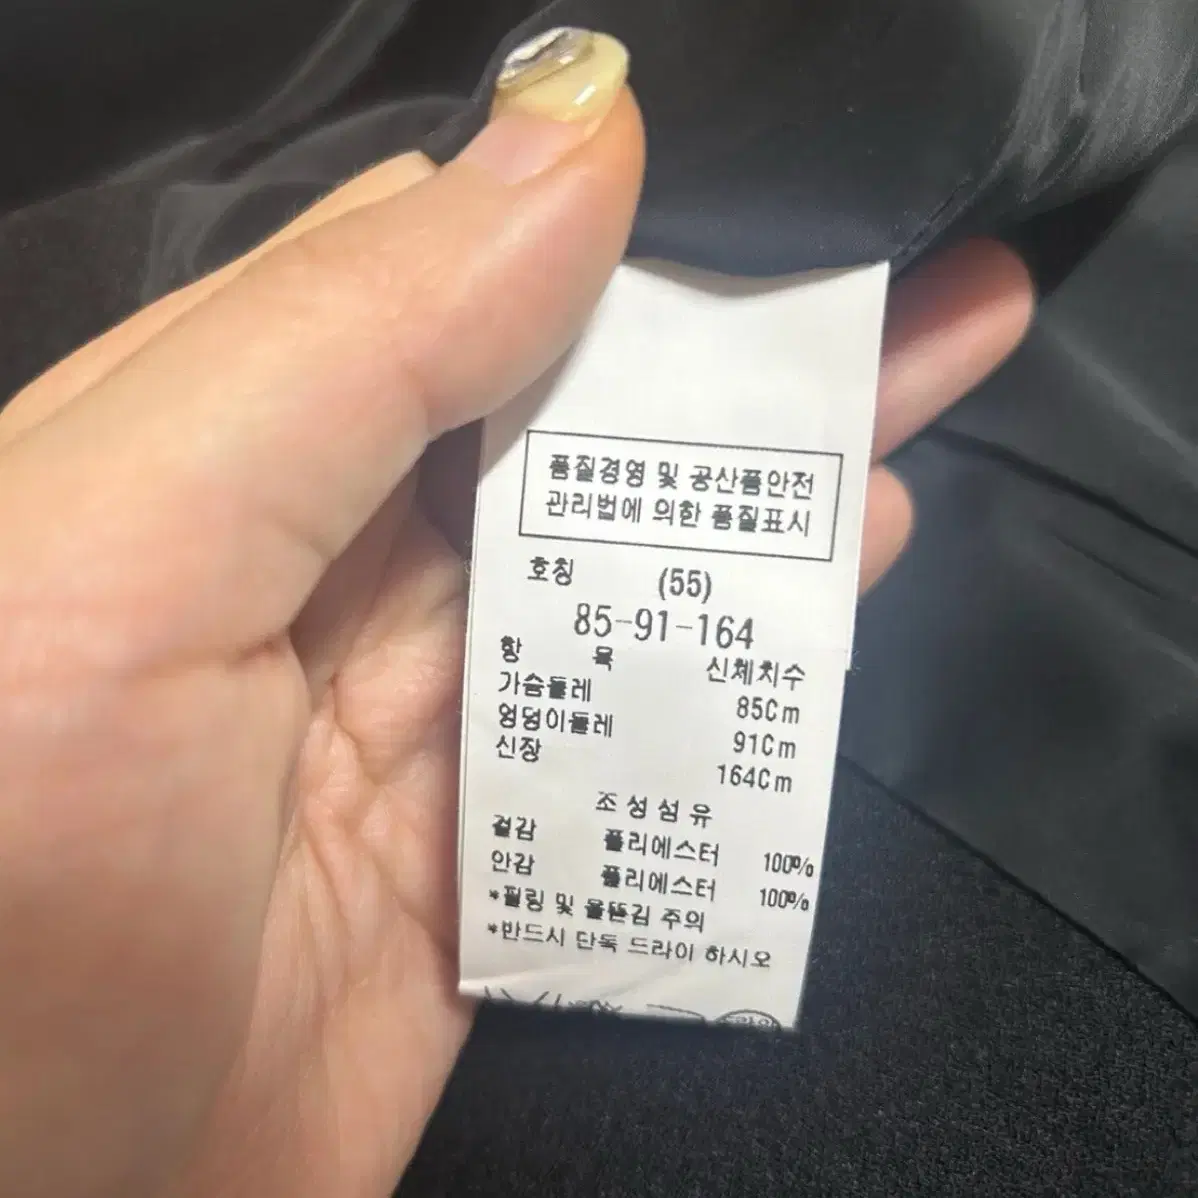 품질경영 및 공산품안전
관리법에 의한 품질표시
호칭 (55)
85-91-164
항 목 신체치수
가슴둘레 85Cm
엉덩이둘레 91Cm
신장 164Cm
조성섬유
겉감 폴리에스터 100%
안감 폴리에스터 100%
*필링 및 올뜯김 주의
*반드시 단독 드라이 하시오